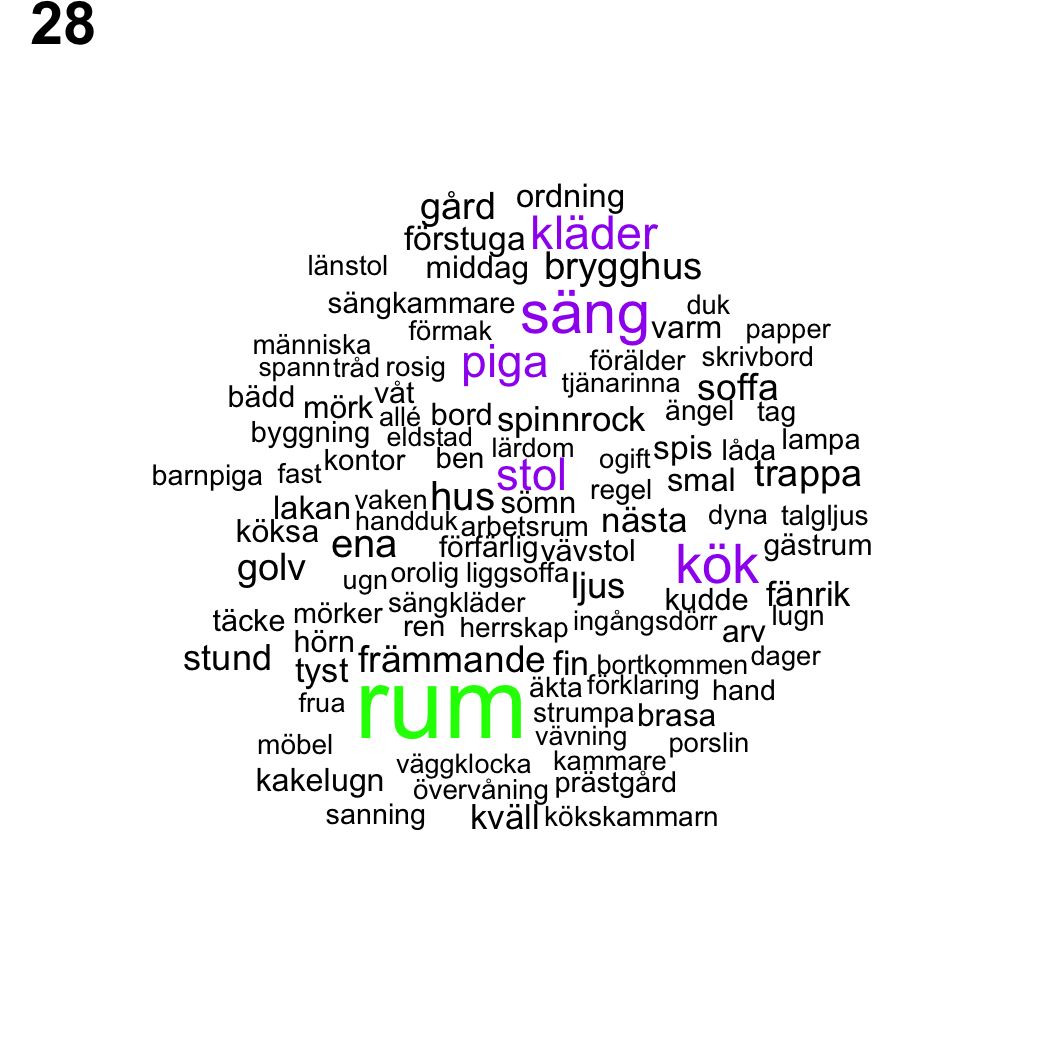 28
gård ordning
förstuga kläder
länstol middag brygghus
sängkammare säng duk
förmak varm papper
människa piga förälder skrivbord
spann tråd rosig tjänarinna soffa
bädd mörk våt allé bord spinnrock ängel tag
byggning eldstad lärdom spis låda lampa
barnpiga fast kontor ben stol ogift smal trappa
lakan vaken hus sömn regel dyna talgljus
köksa handduk arbetsrum nästa
ena förfärlig vävstol kök gästrum
golv ugn orolig liggsoffa ljus kudde fänrik
täcke mörker sängkläder ingångsdörr lugn
hörn ren herrskap arv
stund tyst främmande fin bortkommen dager
frua rum äkta förklaring hand
strumpa brasa
möbel vävning porslin
väggklocka kammare
kakelugn övervåning prästgård
sanning kväll kökskammarn